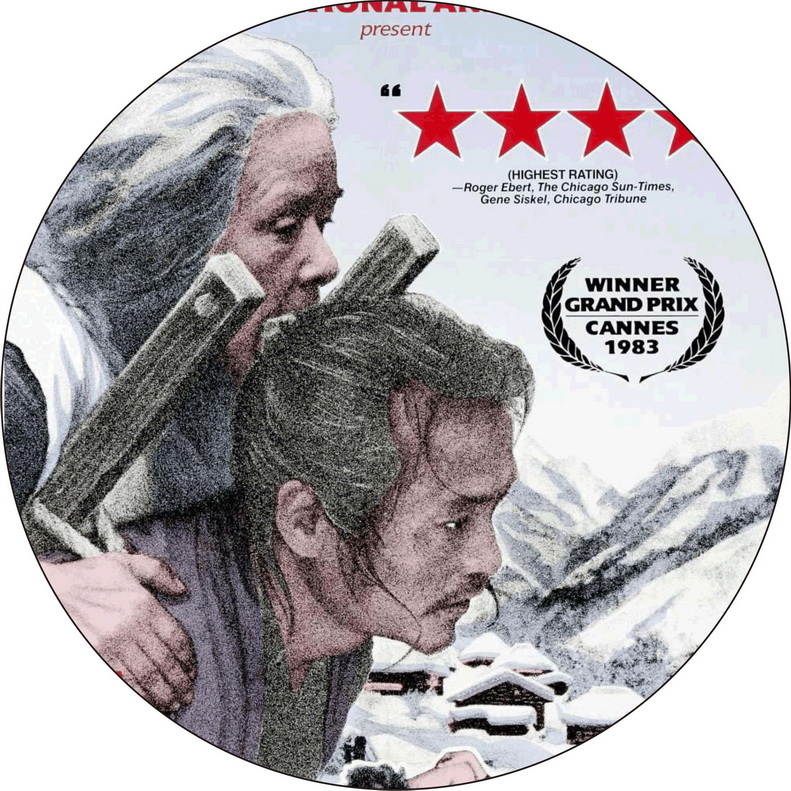 present
“
(HIGHEST RATING)
—Roger Ebert, The Chicago Sun-Times,
Gene Siskel, Chicago Tribune
WINNER
GRAND PRIX
CANNES
1983